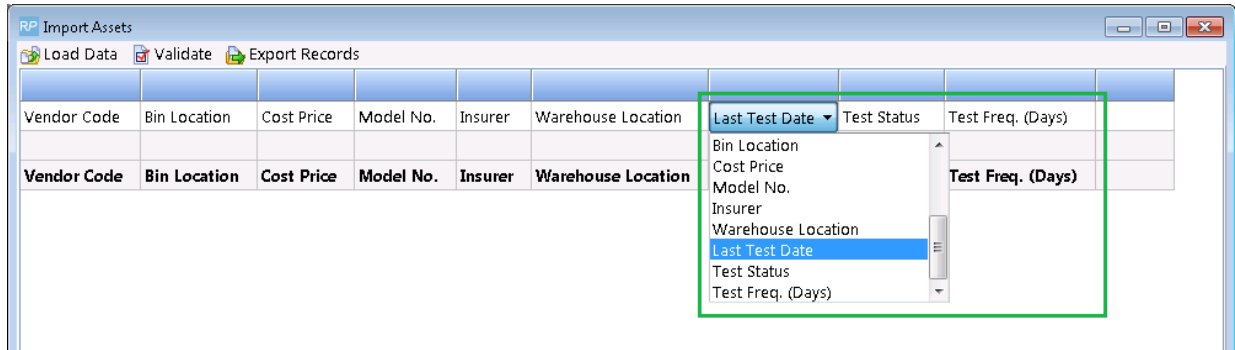 RP Import Assets
Load Data Validate Export Records
Vendor Code Bin Location Cost Price Model No. Insurer Warehouse Location Last Test Date Test Status Test Freq. (Days)
Vendor Code Bin Location Cost Price Model No. Insurer Warehouse Location Test Freq. (Days)
Bin Location
Cost Price
Model No.
Insurer
Warehouse Location
Last Test Date
Test Status
Test Freq. (Days)